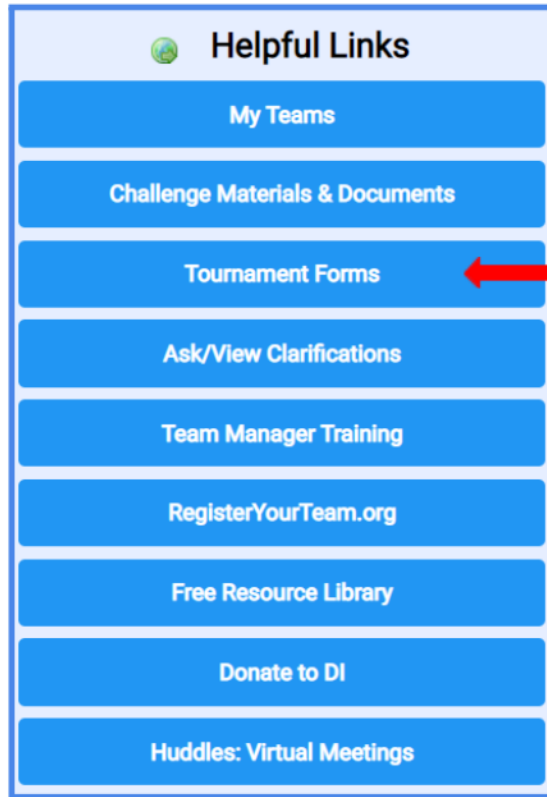 Helpful Links
My Teams
Challenge Materials & Documents
Tournament Forms
Ask/View Clarifications
Team Manager Training
RegisterYourTeam.org
Free Resource Library
Donate to DI
Huddles: Virtual Meetings